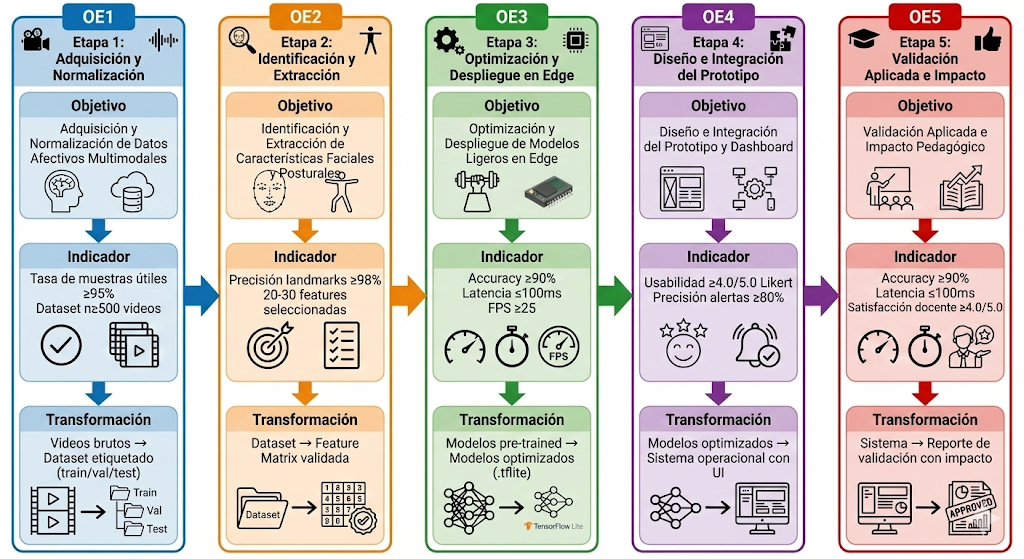 OE1
Etapa 1:
Adquisición y
Normalización
Objetivo
Adquisición y
Normalización de Datos
Afectivos Multimodales
Indicador
Tasa de muestras útiles
≥95%
Dataset n≥500 videos
Transformación
Videos brutos →
Dataset etiquetado
(train/val/test)
Train
Val
Test
OE2
Etapa 2:
Identificación y
Extracción
Objetivo
Identificación y
Extracción de
Características Faciales
y Posturales
Indicador
Precisión landmarks ≥98%
20-30 features
seleccionadas
Transformación
Dataset → Feature
Matrix validada
Dataset
OE3
Etapa 3:
Optimización y
Despliegue en Edge
Objetivo
Optimización y
Despliegue de Modelos
Ligeros en Edge
Indicador
Accuracy ≥90%
Latencia ≤100ms
FPS ≥25
FPS
Transformación
Modelos pre-trained →
Modelos optimizados
(.tflite)
TensorFlow Lite
OE4
Etapa 4:
Diseño e Integración
del Prototipo
Objetivo
Diseño e Integración
del Prototipo y Dashboard
Indicador
Usabilidad ≥4.0/5.0 Likert
Precisión alertas ≥80%
Transformación
Modelos optimizados →
Sistema operacional con
UI
OE5
Etapa 5:
Validación
Aplicada e Impacto
Objetivo
Validación Aplicada e
Impacto Pedagógico
Indicador
Accuracy ≥90%
Latencia ≤100ms
Satisfacción docente ≥4.0/5.0
Transformación
Sistema → Reporte de
validación con impacto
APPROVED